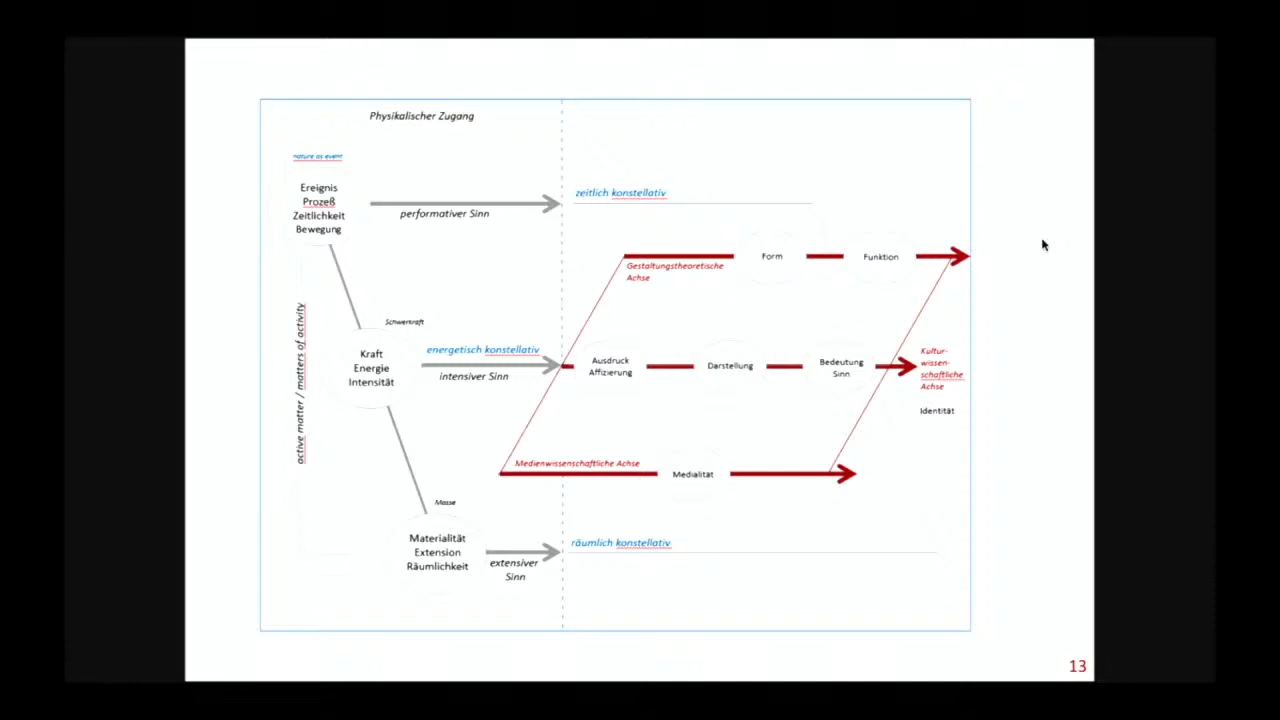 Physikalischer Zugang
nature as event
Ereignis
Prozeß
Zeitlichkeit
Bewegung
performativer Sinn
zeitlich konstellativ
Gestaltungstheoretische
Achse
Form
Funktion
active matter / matters of activity
Schwerkraft
Kraft
Energie
Intensität
energetisch konstellativ
intensiver Sinn
Ausdruck
Affizierung
Darstellung
Bedeutung
Sinn
Kultur-
wissen-
schaftliche
Achse
Identität
Medienwissenschaftliche Achse
Medialität
Masse
Materialität
Extension
Räumlichkeit
extensiver
Sinn
räumlich konstellativ
13